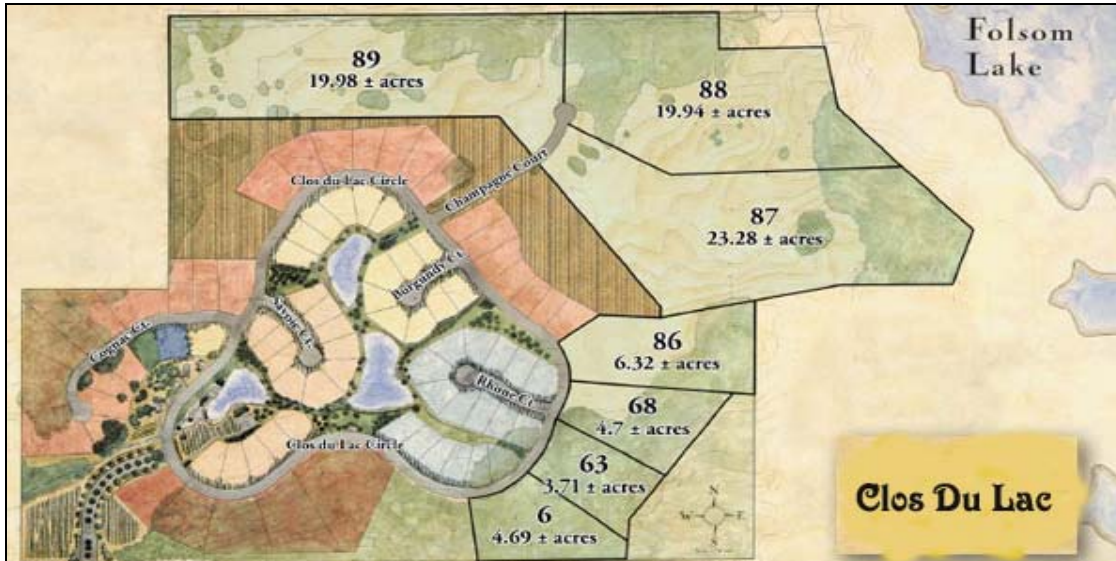 Folsom
Lake
89
19.98 ± acres
88
19.94 ± acres
Champagne Court
Clos du Lac Circle
87
23.28 ± acres
Burgundy Ct.
Savoie Ct.
Cognac Ct.
86
6.32 ± acres
Rhone Ct.
68
4.7 ± acres
Clos du Lac Circle
63
3.71 ± acres
6
4.69 ± acres
N
W E
S
Clos Du Lac